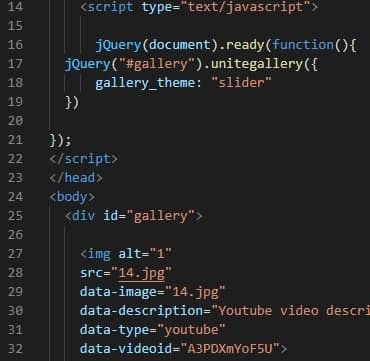 14 <script type="text/javascript">
15
16 jQuery(document).ready(function(){
17 jQuery("#gallery").unitegallery({
18 gallery_theme: "slider"
19 })
20
21 });
22 </script>
23 </head>
24 <body>
25 <div id="gallery">
26
27 <img alt="1"
28 src="14.jpg"
29 data-image="14.jpg"
30 data-description="Youtube video descri
31 data-type="youtube"
32 data-videoid="A3PDXmYoF5U">